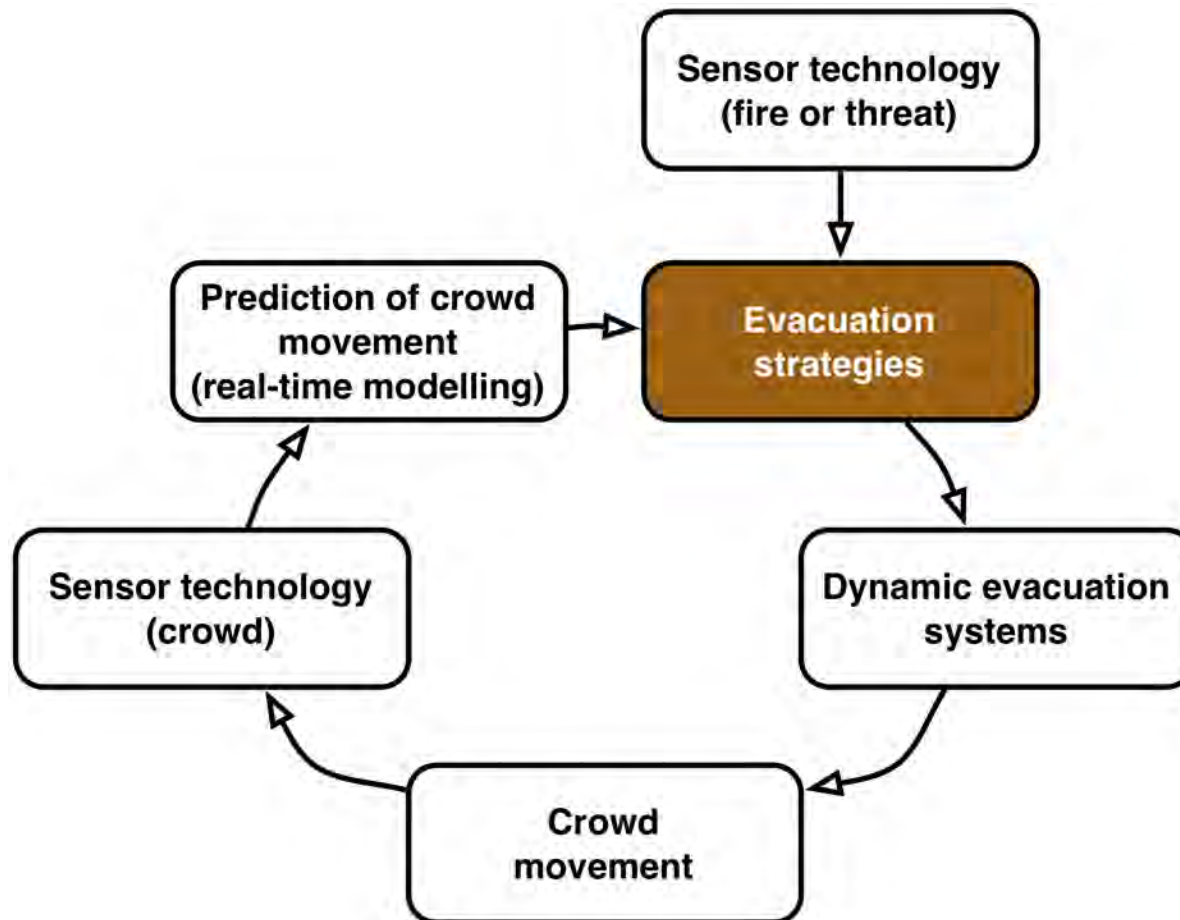 Sensor technology
(fire or threat)
Prediction of crowd
movement
(real-time modelling)
Evacuation
strategies
Sensor technology
(crowd)
Dynamic evacuation
systems
Crowd
movement